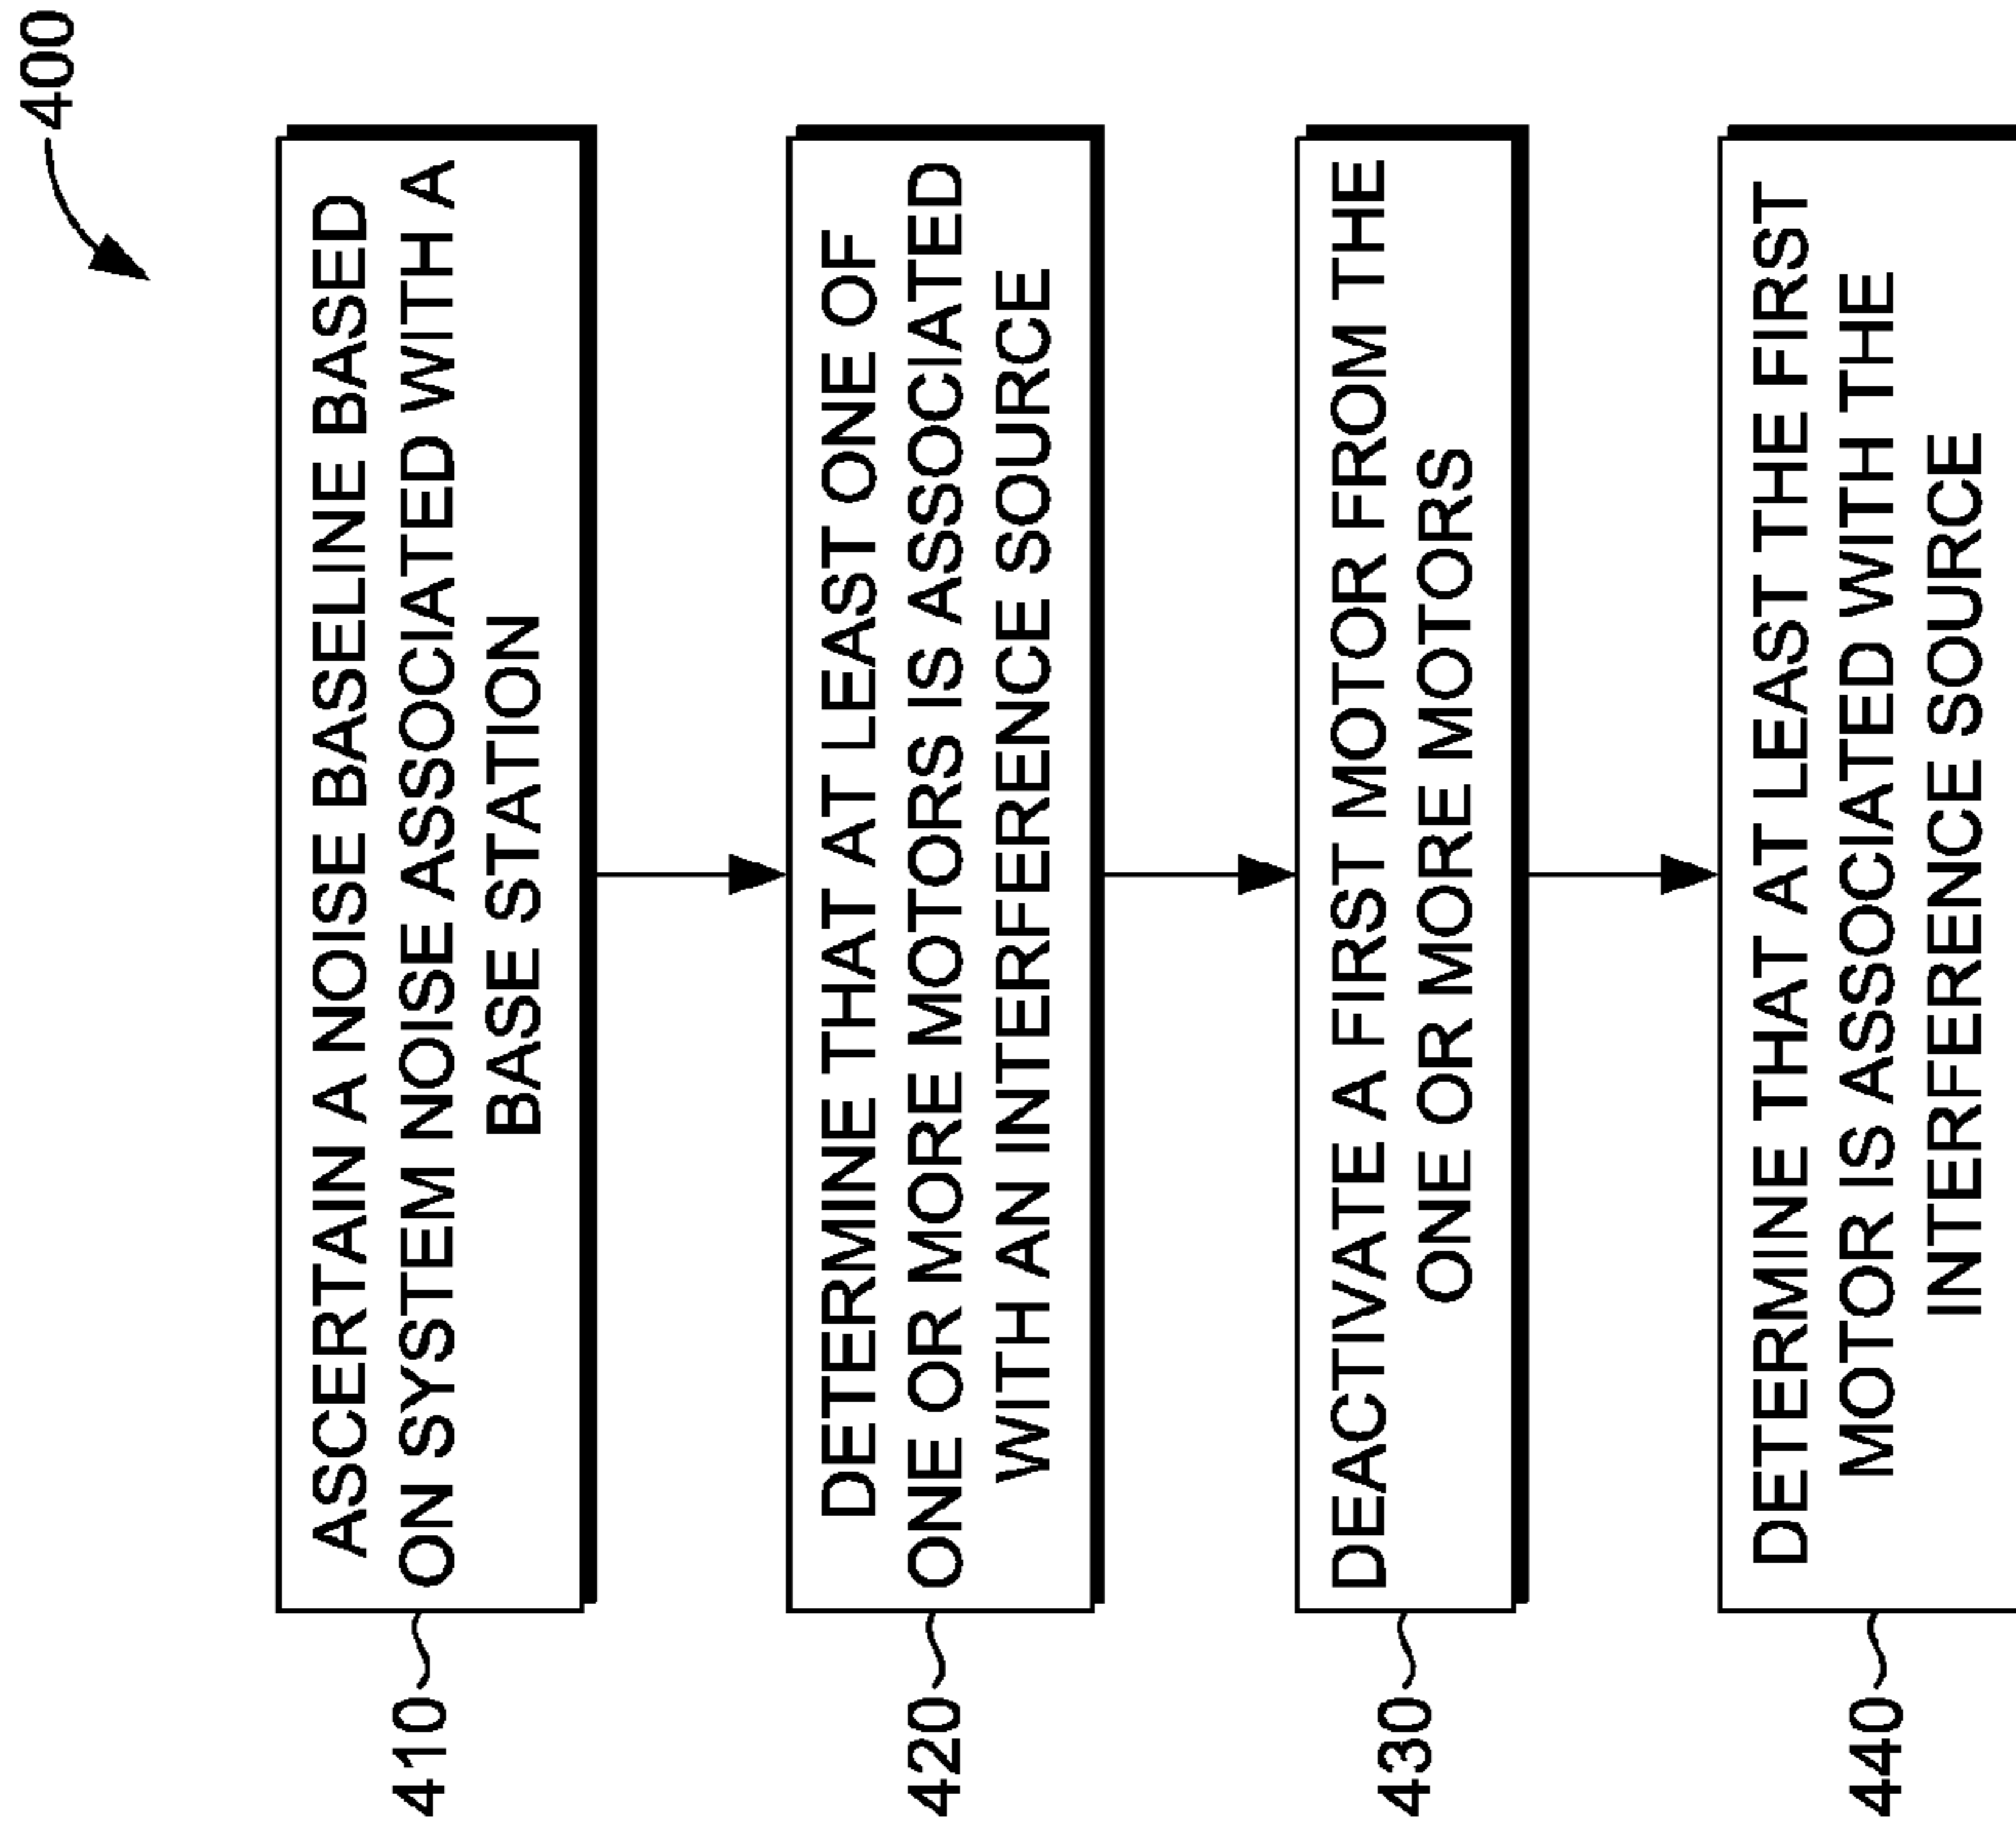 400
410
ASCERTAIN A NOISE BASELINE BASED
ON SYSTEM NOISE ASSOCIATED WITH A
BASE STATION
420
DETERMINE THAT AT LEAST ONE OF
ONE OR MORE MOTORS IS ASSOCIATED
WITH AN INTERFERENCE SOURCE
430
DEACTIVATE A FIRST MOTOR FROM THE
ONE OR MORE MOTORS
440
DETERMINE THAT AT LEAST THE FIRST
MOTOR IS ASSOCIATED WITH THE
INTERFERENCE SOURCE